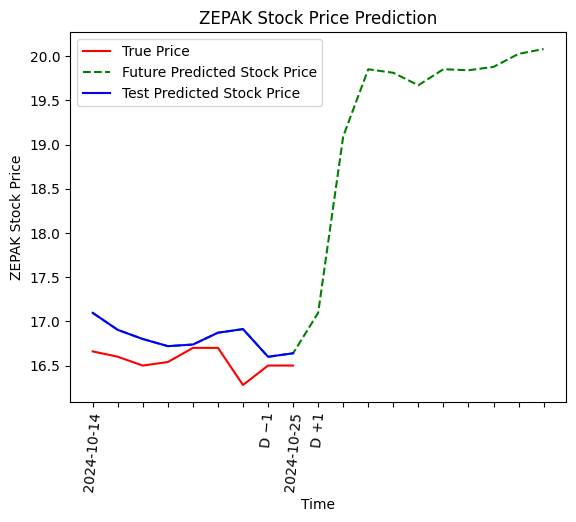 ZEPAK Stock Price Prediction
True Price
Future Predicted Stock Price
Test Predicted Stock Price
20.0
19.5
19.0
18.5
18.0
17.5
17.0
16.5
ZEPAK Stock Price
2024-10-14
D −1
2024-10-25
D +1
Time